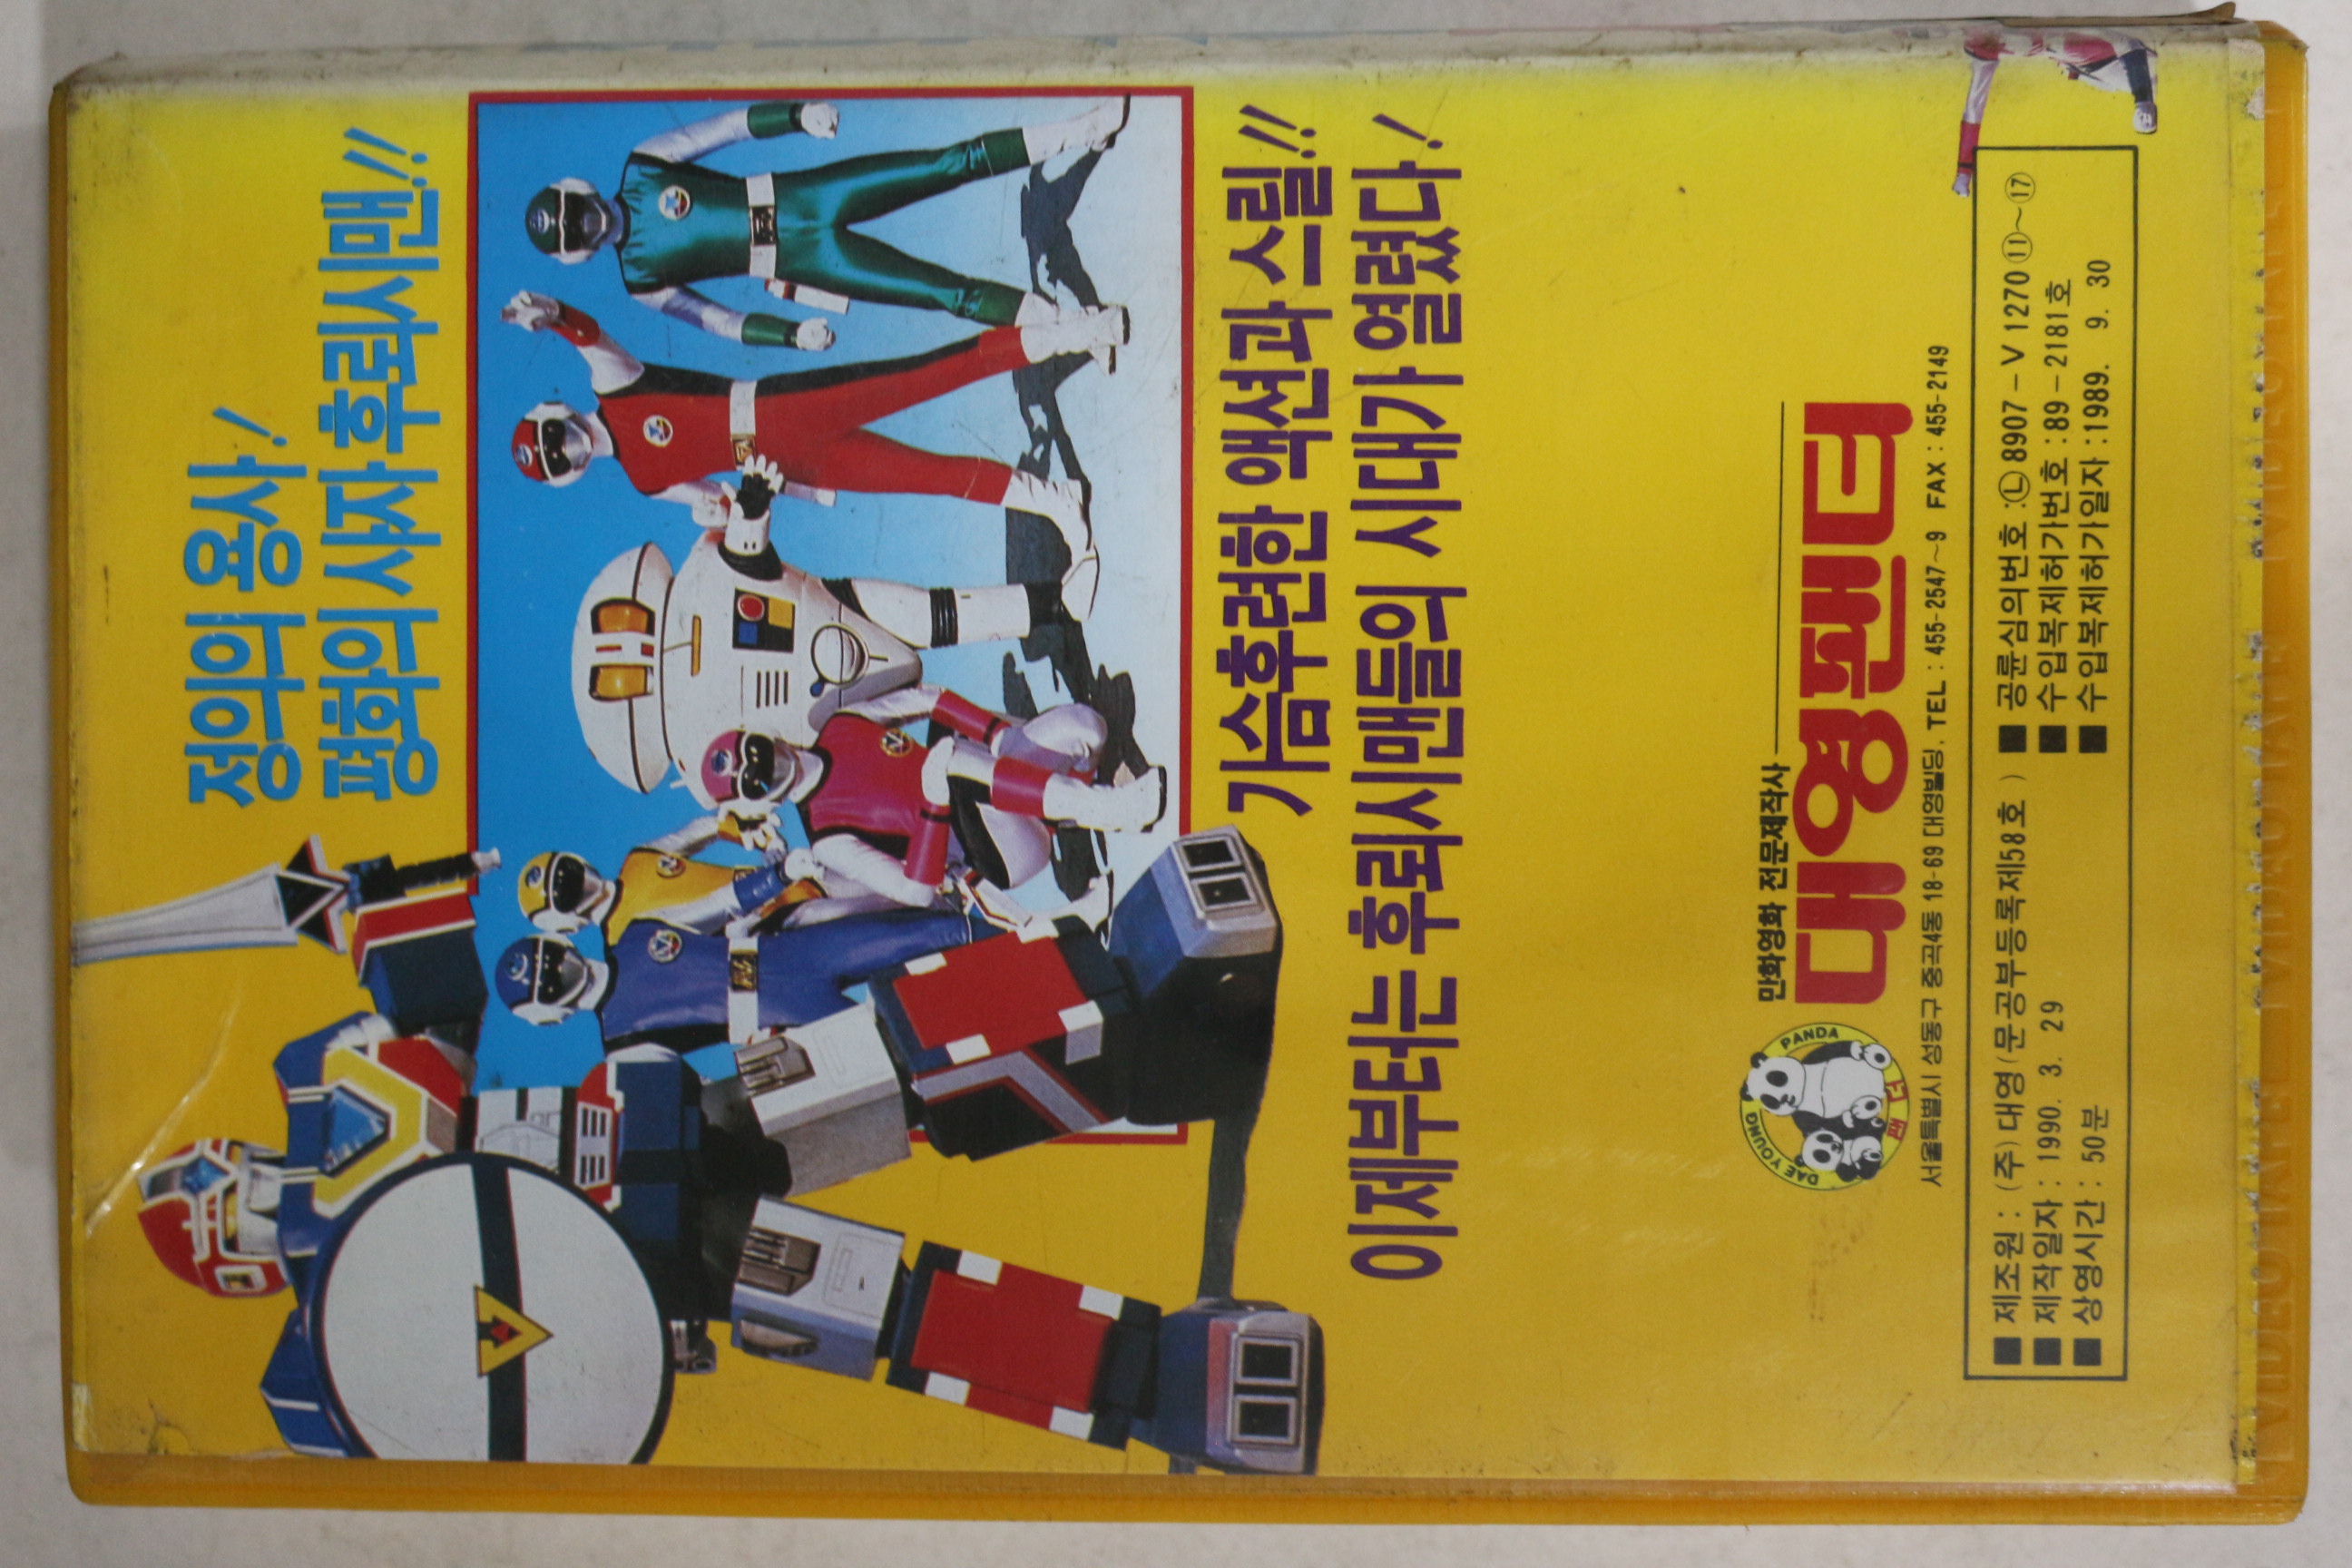 정의의 용사!
평화의 사자 후뢰시맨!!
가슴후련한 액션과 스릴!!
이제부터는 후뢰시맨들의 시대가 열렸다!
만화영화 전문제작사
대영팬더
DAE YOUNG PANDA 팬더
서울특별시 성동구 중곡4동 18-69 대영빌딩. TEL : 455-2547~9 FAX : 455-2149
■ 제조원 : (주)대영(문공부등록제58호) ■ 공륜심의번호 :Ⓛ8907-V1270⑪~⑰
■ 제작일자 : 1990. 3. 29 ■ 수입복제허가번호 :89-2181호
■ 상영시간 : 50분 ■ 수입복제허가일자 :1989. 9. 30